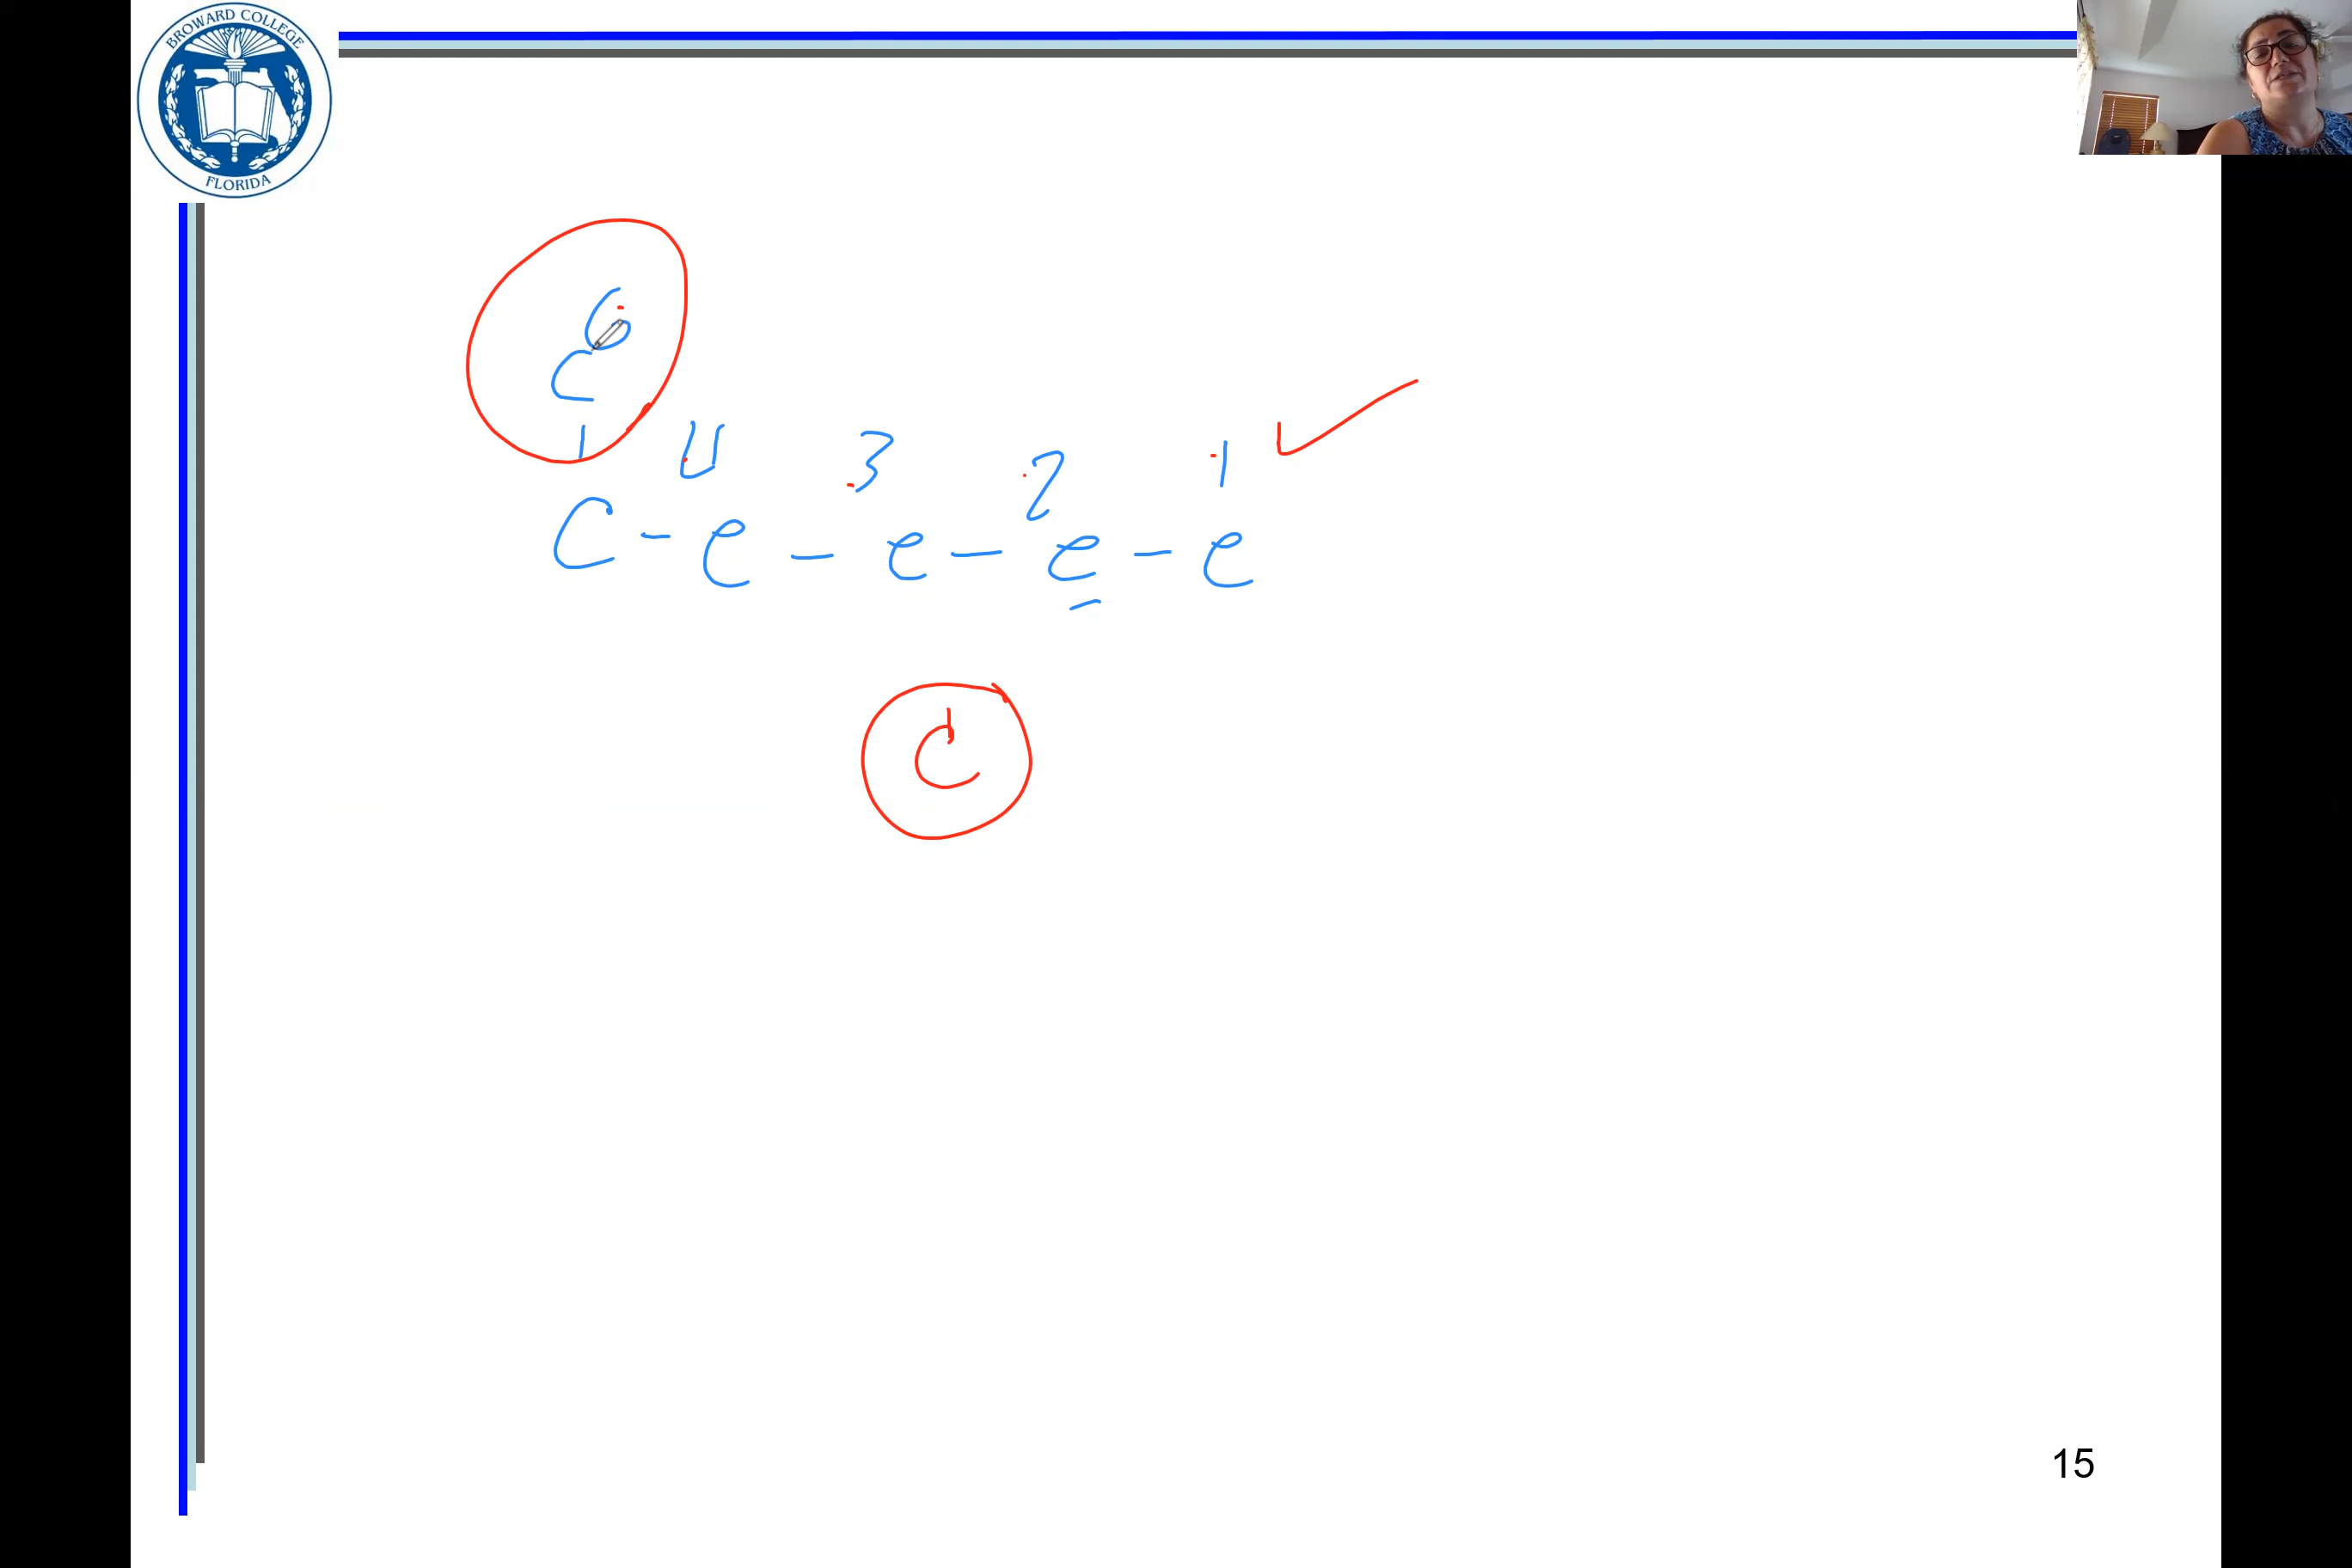 BROWARD COLLEGE
FLORIDA
6
C
4 3 2 1
C - C - C - C - C
C
15